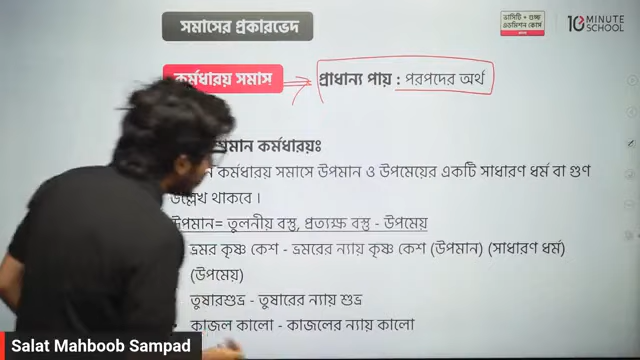 সমাসের প্রকারভেদ
ভার্সিটি + গুচ্ছ
এডমিশন কোর্স
10 MINUTE SCHOOL
কর্মধারয় সমাস
প্রাধান্য পায় : পরপদের অর্থ
কর্মধারয়ঃ
কর্মধারয় সমাসে উপমান ও উপমেয়ের একটি সাধারণ ধর্ম বা গুণ
উল্লেখ থাকবে ।
উপমান= তুলনীয় বস্তু, প্রত্যক্ষ বস্তু - উপমেয়
ভ্রমর কৃষ্ণ কেশ - ভ্রমরের ন্যায় কৃষ্ণ কেশ (উপমান) (সাধারণ ধর্ম)
(উপমেয়)
তুষারশুভ্র - তুষারের ন্যায় শুভ্র
কাজল কালো - কাজলের ন্যায় কালো
Salat Mahboob Sampad